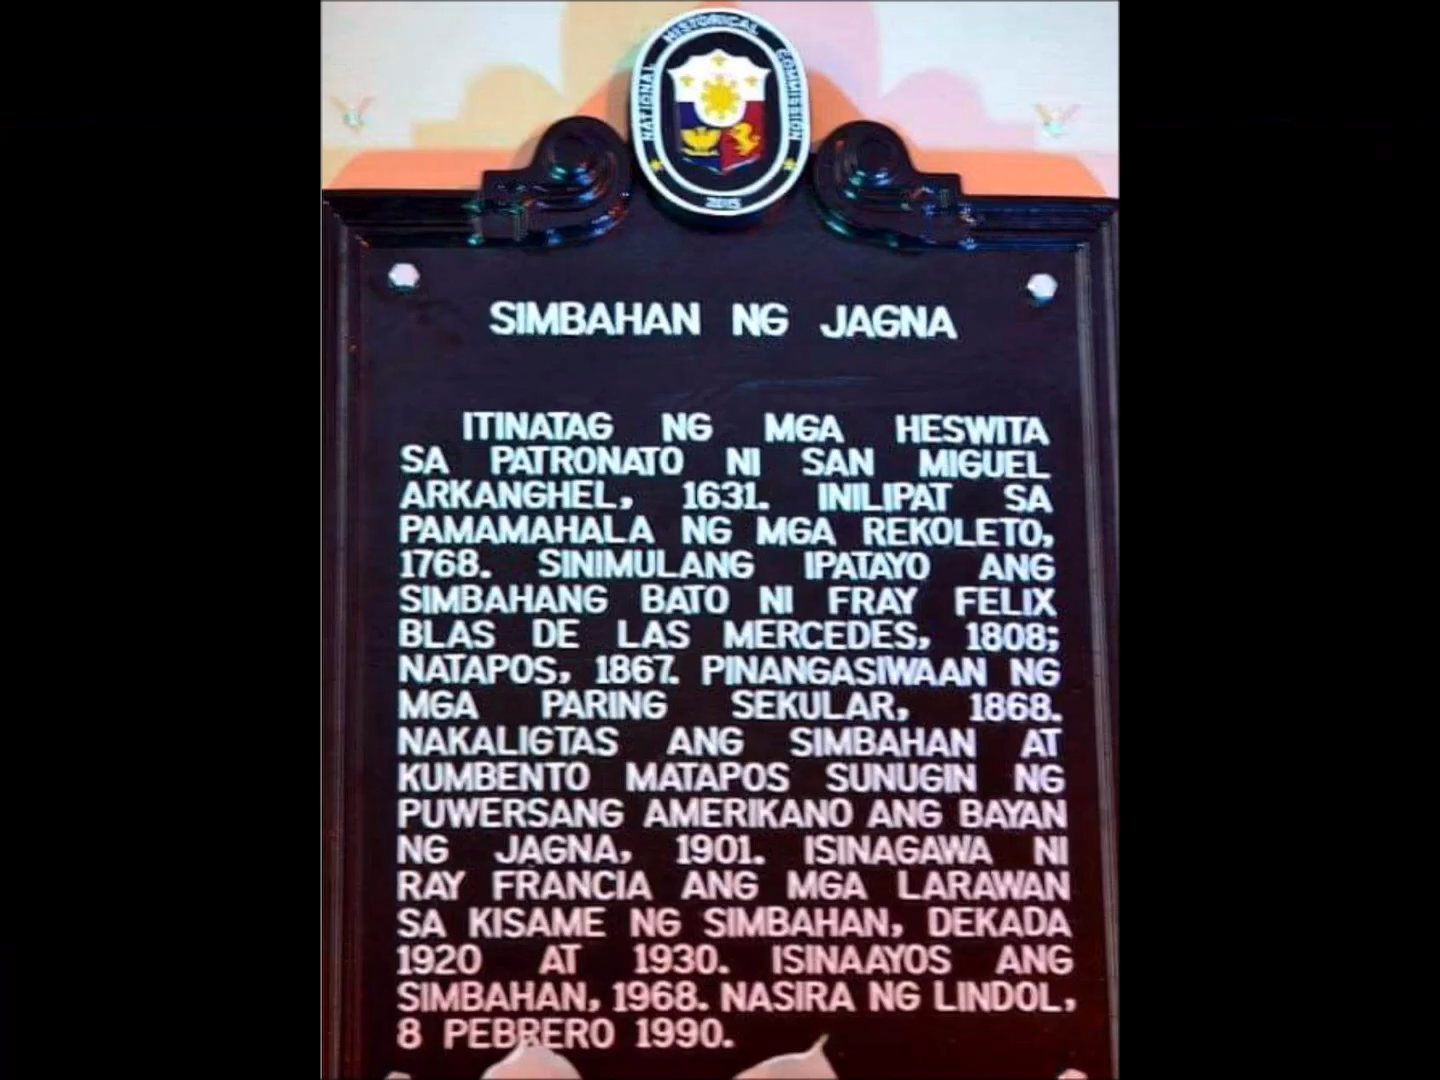 NATIONAL HISTORICAL COMMISSION
2015
SIMBAHAN NG JAGNA
ITINATAG NG MGA HESWITA
SA PATRONATO NI SAN MIGUEL
ARKANGHEL, 1631. INILIPAT SA
PAMAMAHALA NG MGA REKOLETO,
1768. SINIMULANG IPATAYO ANG
SIMBAHANG BATO NI FRAY FELIX
BLAS DE LAS MERCEDES, 1808;
NATAPOS, 1867. PINANGASIWAAN NG
MGA PARING SEKULAR, 1868.
NAKALIGTAS ANG SIMBAHAN AT
KUMBENTO MATAPOS SUNUGIN NG
PUWERSANG AMERIKANO ANG BAYAN
NG JAGNA, 1901. ISINAGAWA NI
RAY FRANCIA ANG MGA LARAWAN
SA KISAME NG SIMBAHAN, DEKADA
1920 AT 1930. ISINAAYOS ANG
SIMBAHAN, 1968. NASIRA NG LINDOL,
8 PEBRERO 1990.